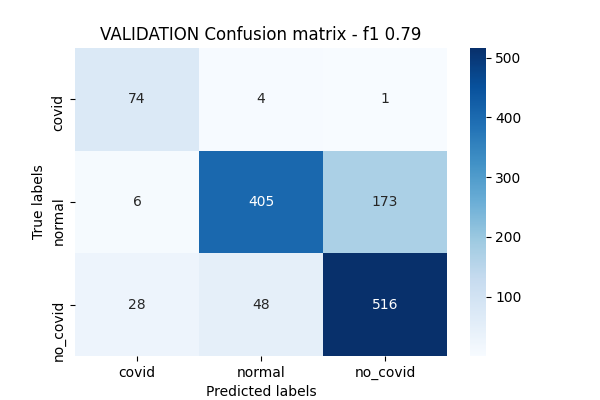 VALIDATION Confusion matrix - f1 0.79
True labels
covid
normal
no_covid
74 4 1
6 405 173
28 48 516
covid normal no_covid
Predicted labels
500
400
300
200
100